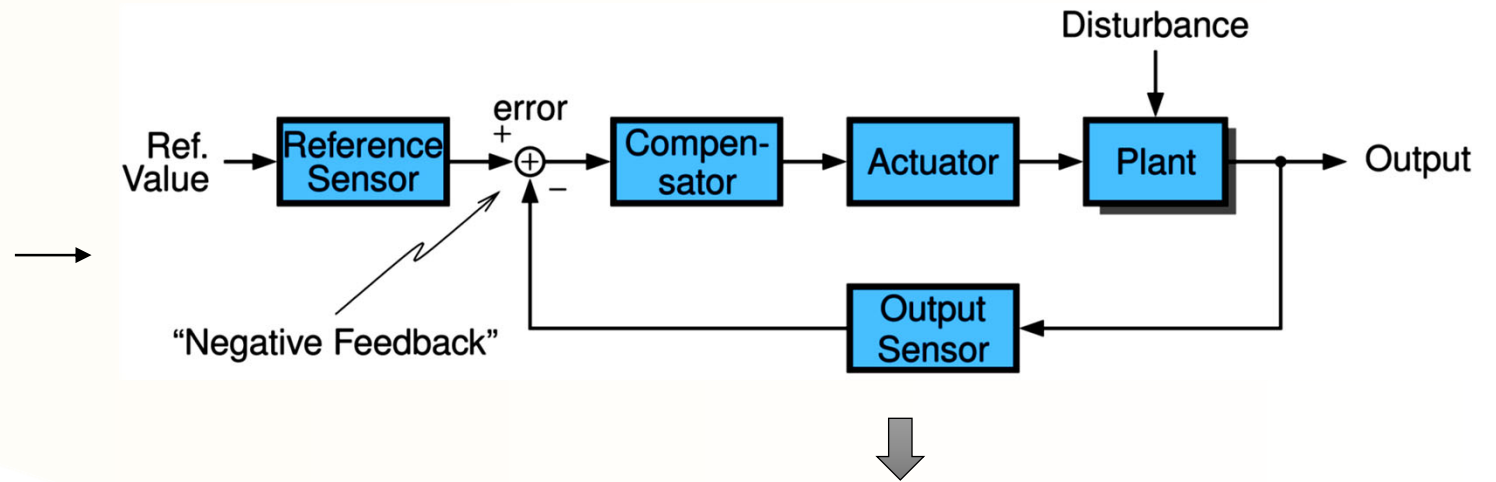 Disturbance
error
+
Ref.
Value
Reference
Sensor
+
−
Compen-
sator
Actuator
Plant
Output
“Negative Feedback”
Output
Sensor